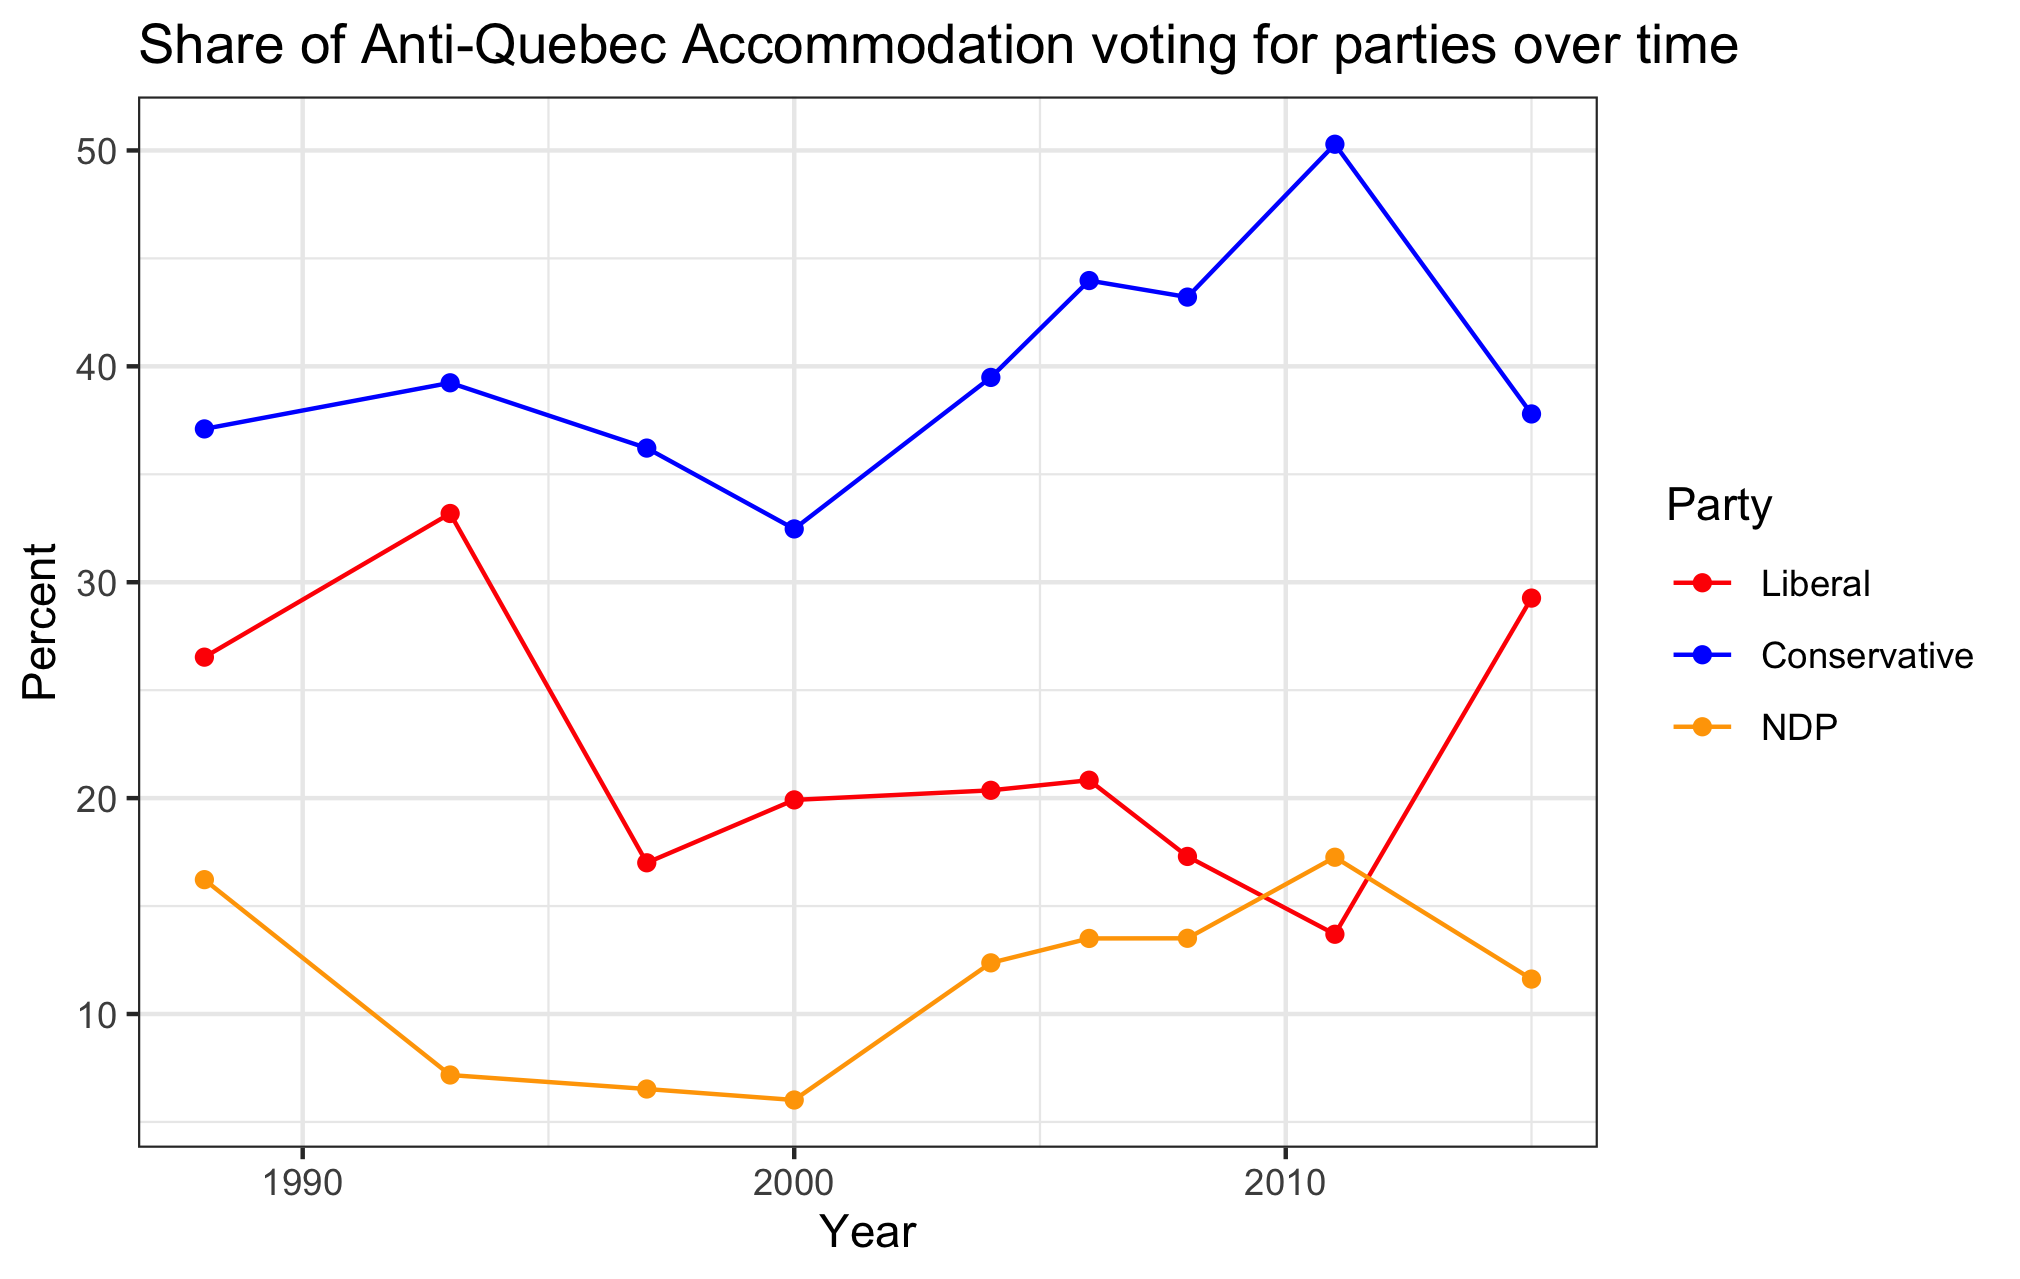 Share of Anti-Quebec Accommodation voting for parties over time
50
40
30
20
10
Percent
1990
2000
2010
Year
Party
Liberal
Conservative
NDP